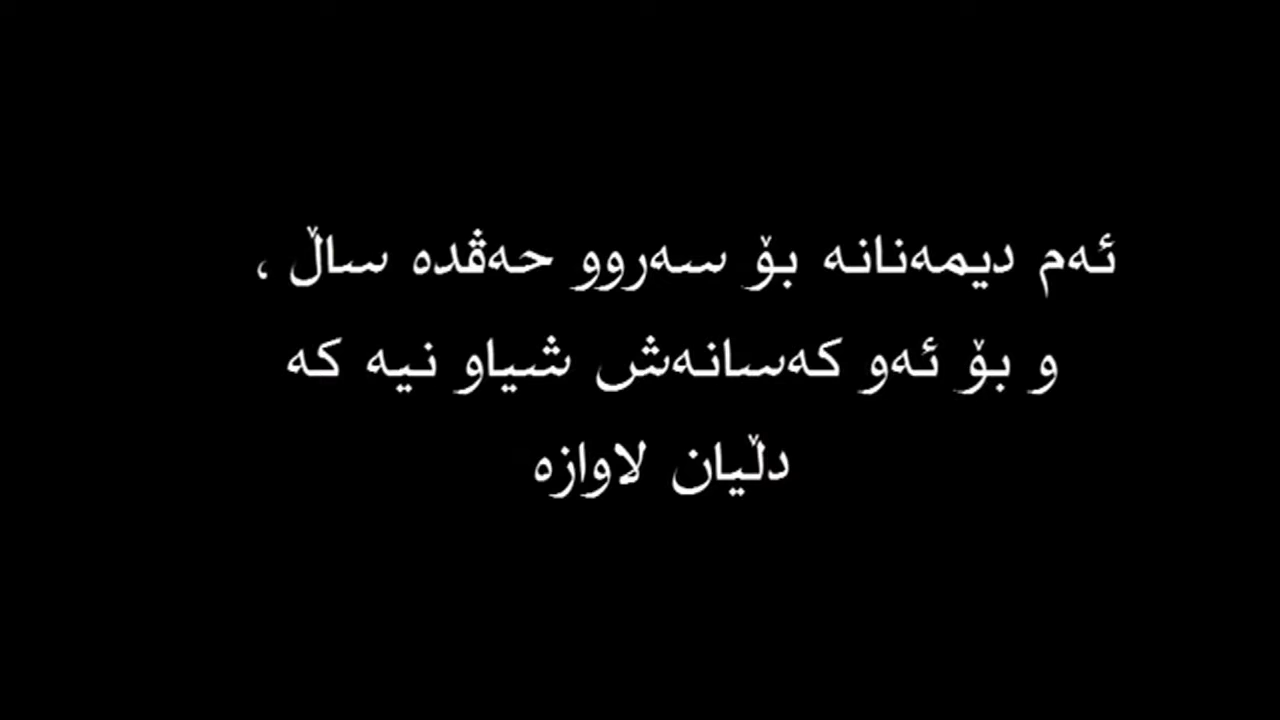 ئەم دیمەنانە بۆ سەروو حەڤدە ساڵ ،
و بۆ ئەو کەسانەش شیاو نیە کە
دڵیان لاوازە